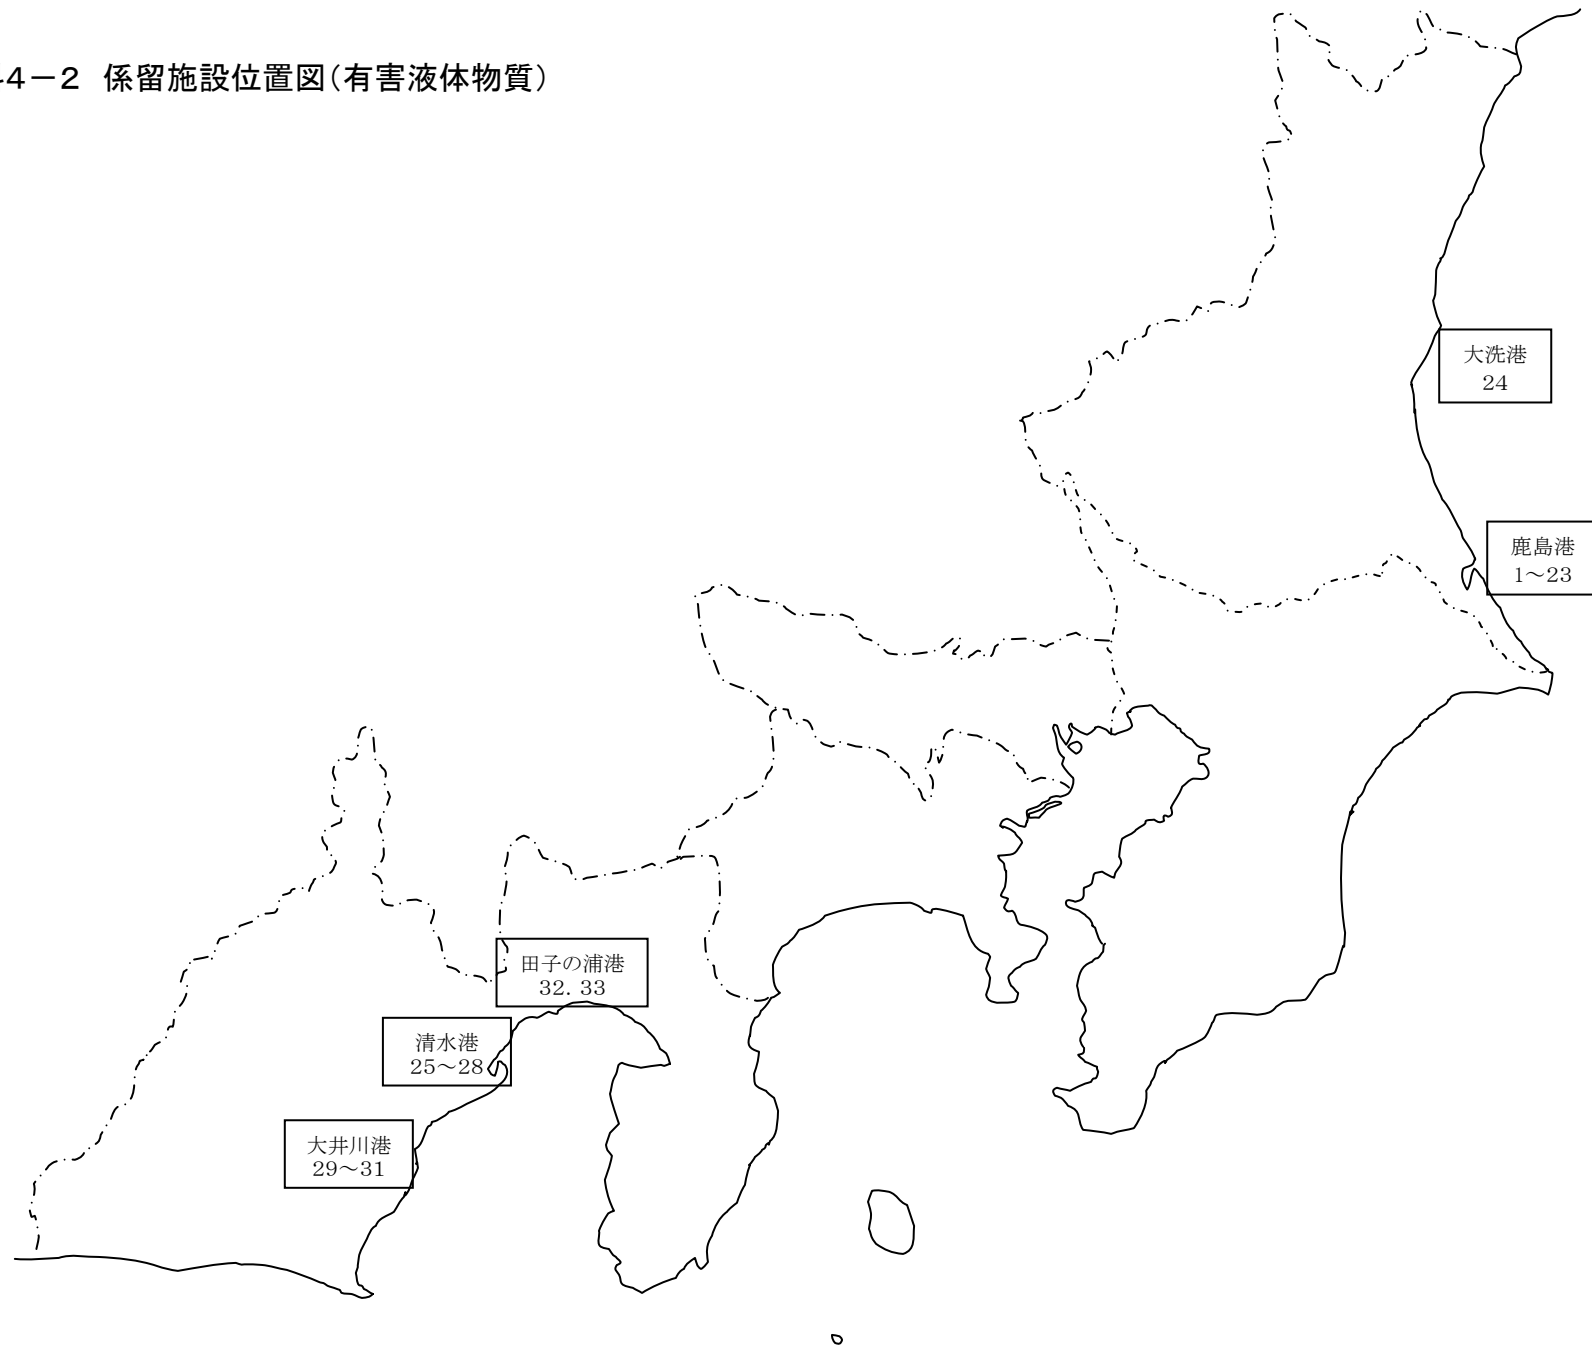 4－2 係留施設位置図(有害液体物質)
大洗港
24
鹿島港
1～23
田子の浦港
32. 33
清水港
25～28
大井川港
29～31